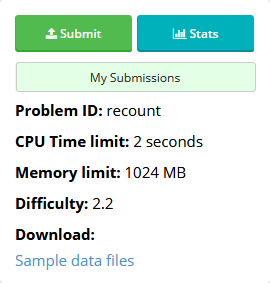 Submit
Stats
My Submissions
Problem ID: recount
CPU Time limit: 2 seconds
Memory limit: 1024 MB
Difficulty: 2.2
Download:
Sample data files